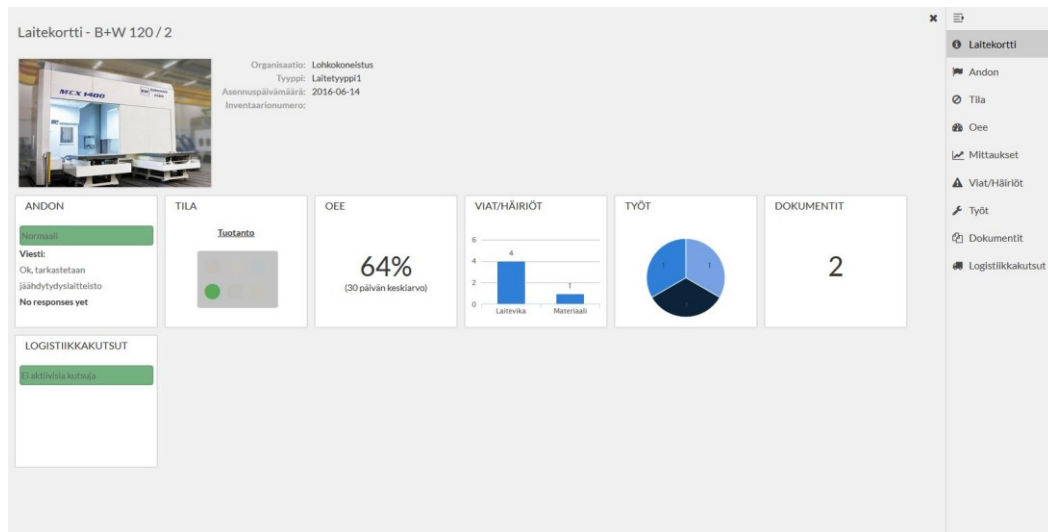 Laitekortti - B+W 120 / 2
MCX 1400
Organisaatio: Lohkokoneistus
Tyyppi: Laitetyyppi1
Asennuspäivämäärä: 2016-06-14
Inventaarionumero:
ANDON
Normaali
Viesti:
Ok, tarkastetaan
jäähdytydyslaitteisto
No responses yet
TILA
Tuotanto
OEE
64%
(30 päivän keskiarvo)
VIAT/HÄIRIÖT
6
4
2
0
4
1
Laitevika
Materiaali
TYÖT
1
1
1
DOKUMENTIT
2
LOGISTIIKKAKUTSUT
Ei aktiivisia kutsuja
Laitekortti
Andon
Tila
Oee
Mittaukset
Viat/Häiriöt
Työt
Dokumentit
Logistiikkakutsut